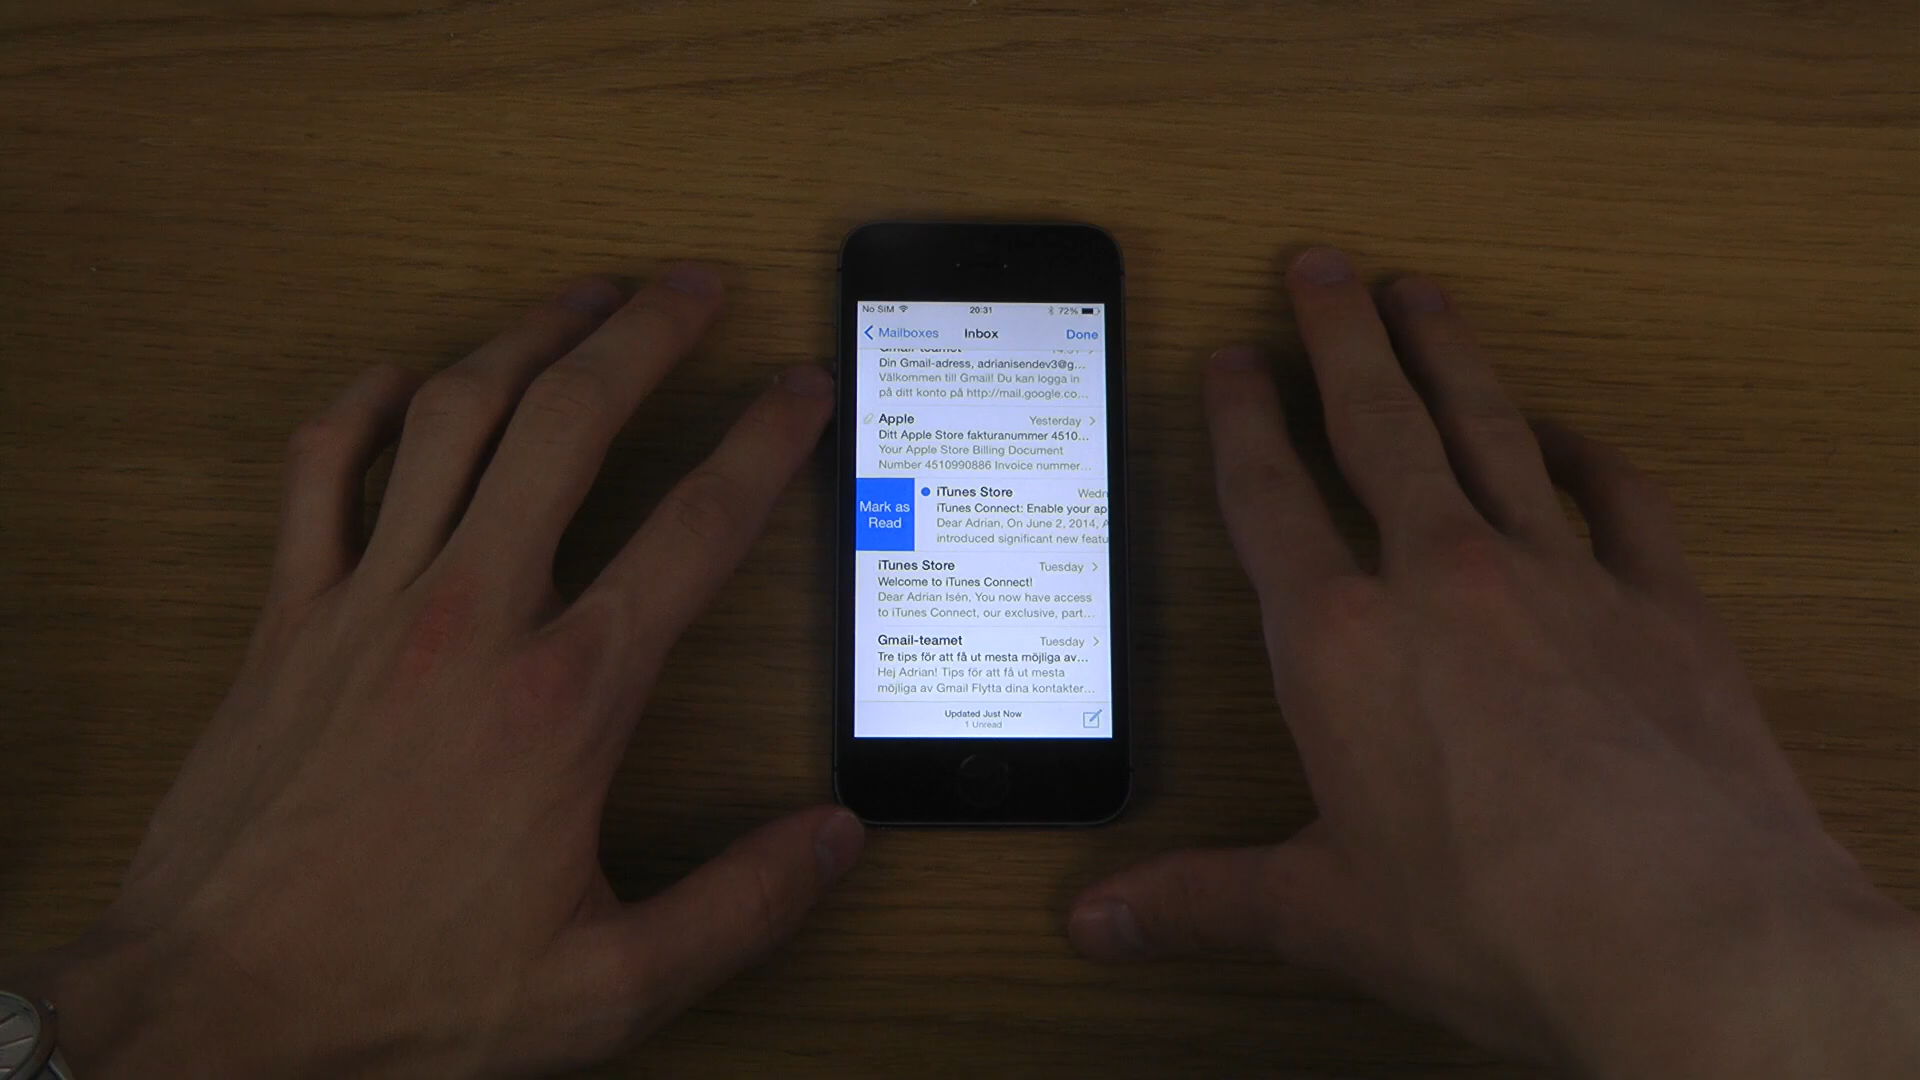 No SIM 20:31 72%
Mailboxes Inbox Done
Gmail-teamet
Din Gmail-adress, adrianisendev3@g...
Välkommen till Gmail! Du kan logga in
på ditt konto på http://mail.google.co...
Apple Yesterday
Ditt Apple Store fakturanummer 4510...
Your Apple Store Billing Document
Number 4510990886 Invoice nummer...
Mark as
Read
iTunes Store Wedn
iTunes Connect: Enable your ap
Dear Adrian, On June 2, 2014, A
introduced significant new featu
iTunes Store Tuesday
Welcome to iTunes Connect!
Dear Adrian Isén, You now have access
to iTunes Connect, our exclusive, part...
Gmail-teamet Tuesday
Tre tips för att få ut mesta möjliga av...
Hej Adrian! Tips för att få ut mesta
möjliga av Gmail Flytta dina kontakter...
Updated Just Now
1 Unread